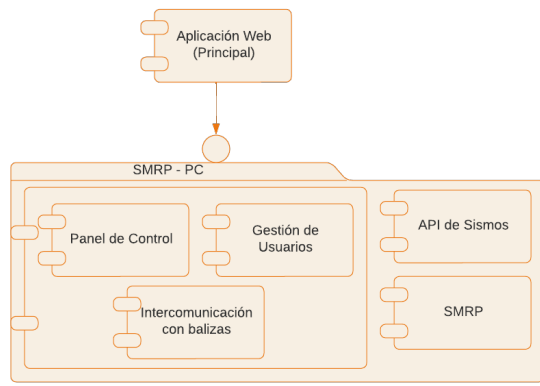 Aplicación Web
(Principal)
SMRP - PC
Panel de Control
Gestión de
Usuarios
API de Sismos
Intercomunicación
con balizas
SMRP